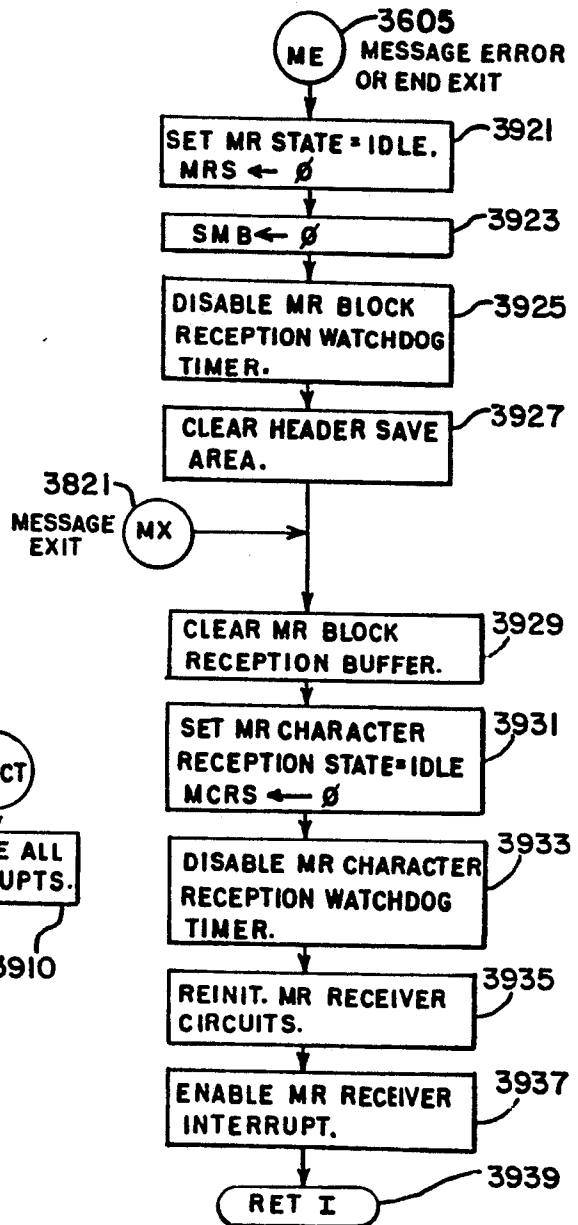 3605
ME
MESSAGE ERROR
OR END EXIT
3921
SET MR STATE = IDLE.
MRS ← Ø
3923
SMB ← Ø
3925
DISABLE MR BLOCK
RECEPTION WATCHDOG
TIMER.
3927
CLEAR HEADER SAVE
AREA.
3821
MESSAGE
EXIT
MX
3929
CLEAR MR BLOCK
RECEPTION BUFFER.
3931
SET MR CHARACTER
RECEPTION STATE = IDLE
MCRS ← Ø
CT
E ALL
UPTS.
3910
3933
DISABLE MR CHARACTER
RECEPTION WATCHDOG
TIMER.
3935
REINIT. MR RECEIVER
CIRCUITS.
3937
ENABLE MR RECEIVER
INTERRUPT.
3939
RET I